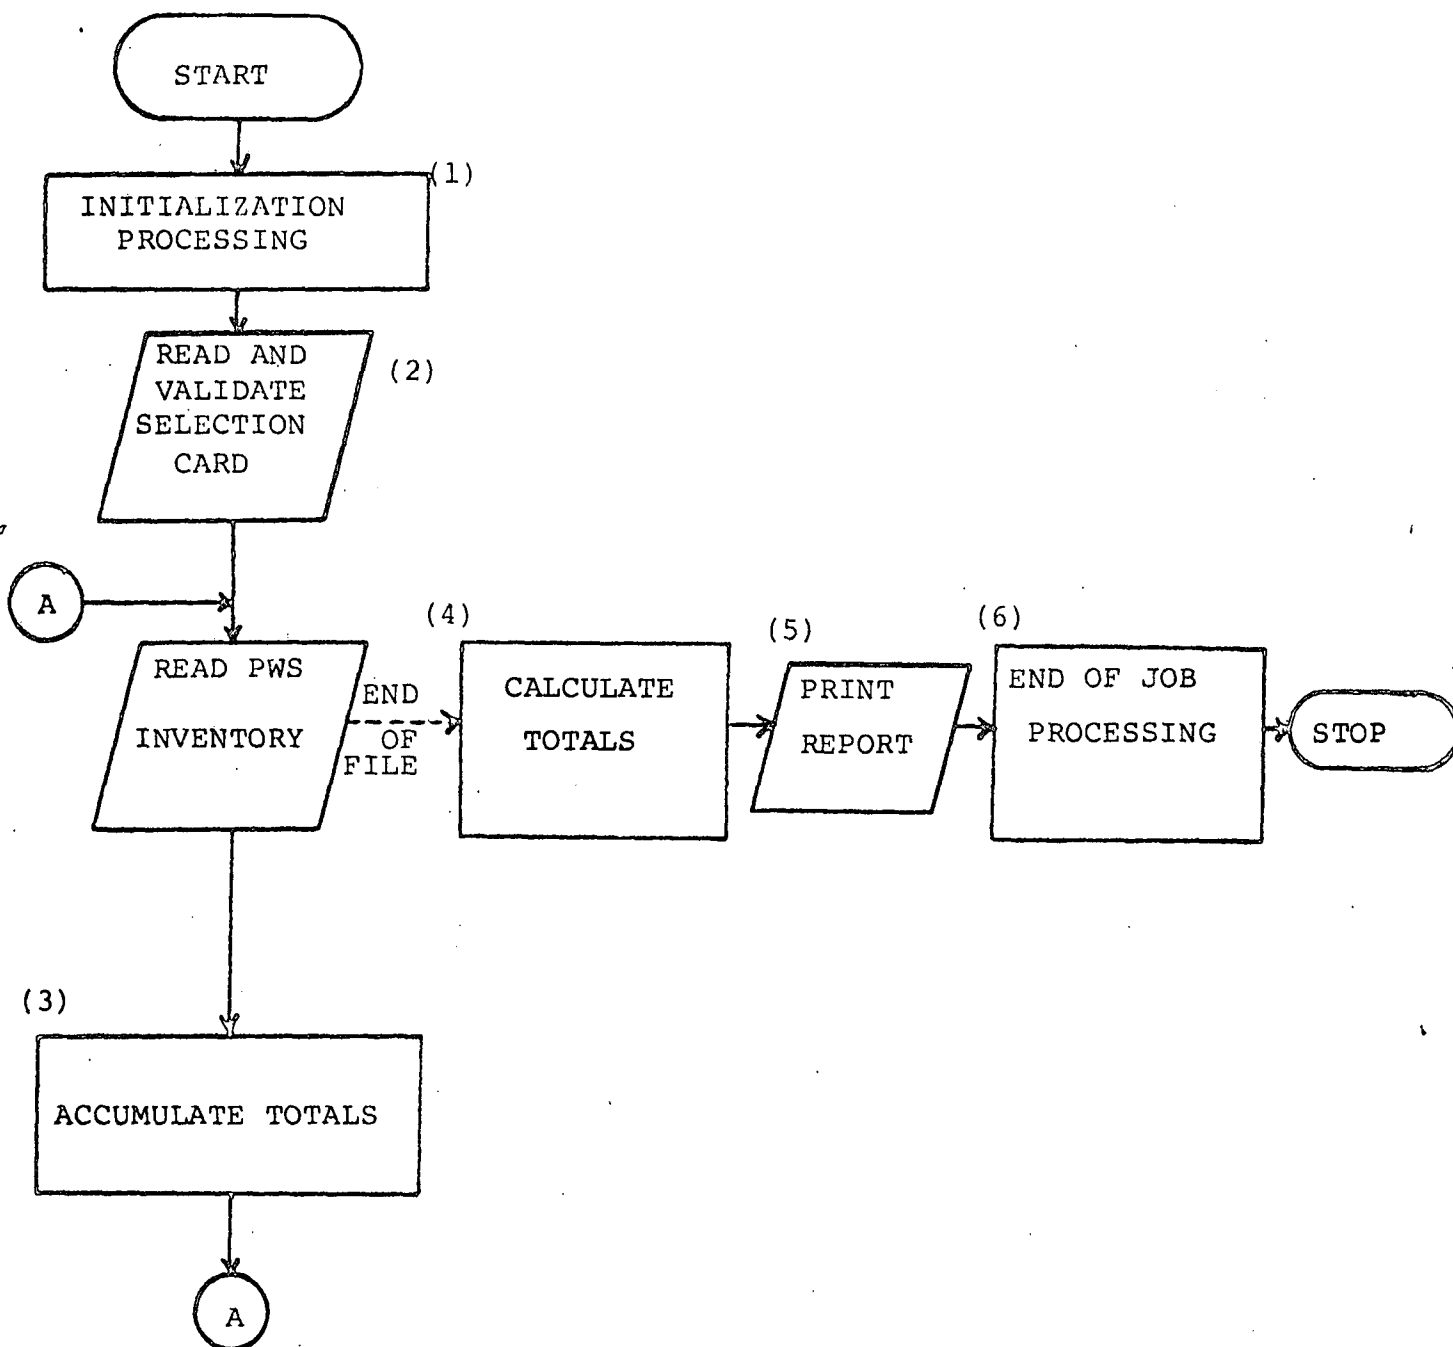 START
(1)
INITIALIZATION
PROCESSING
READ AND
VALIDATE
SELECTION
CARD
(2)
A
READ PWS
INVENTORY
END
OF
FILE
(4)
CALCULATE
TOTALS
(5)
PRINT
REPORT
(6)
END OF JOB
PROCESSING
STOP
(3)
ACCUMULATE TOTALS
A